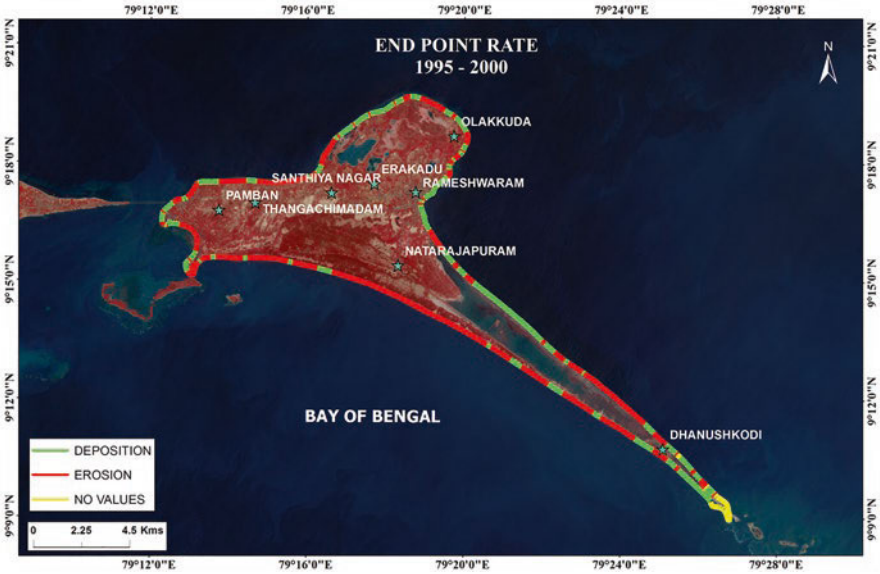 79°12'0"E 79°16'0"E 79°20'0"E 79°24'0"E 79°28'0"E
END POINT RATE
1995 - 2000
N
9°21'0"N 9°21'0"N
OLAKKUDA
9°18'0"N 9°18'0"N
ERAKADU
SANTHIYA NAGAR
RAMESHWARAM
PAMBAN
THANGACHIMADAM
NATARAJAPURAM
9°15'0"N 9°15'0"N
9°12'0"N 9°12'0"N
BAY OF BENGAL
DHANUSHKODI
DEPOSITION
EROSION
NO VALUES
9°9'0"N 9°9'0"N
0 2.25 4.5 Kms
79°12'0"E 79°16'0"E 79°20'0"E 79°24'0"E 79°28'0"E